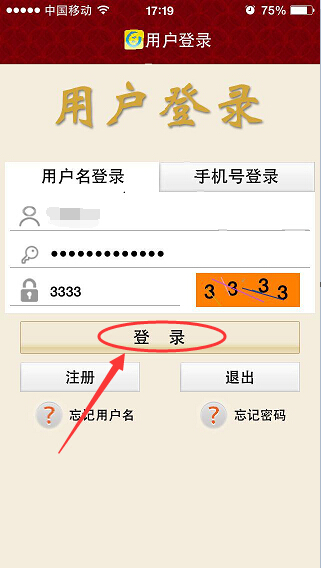 中国移动 17:19 75%
用户登录
用户登录
用户名登录 手机号登录
●●●●●●●●●●●●●
3333 3 3 3 3
登 录
注册 退出
? 忘记用户名 ? 忘记密码